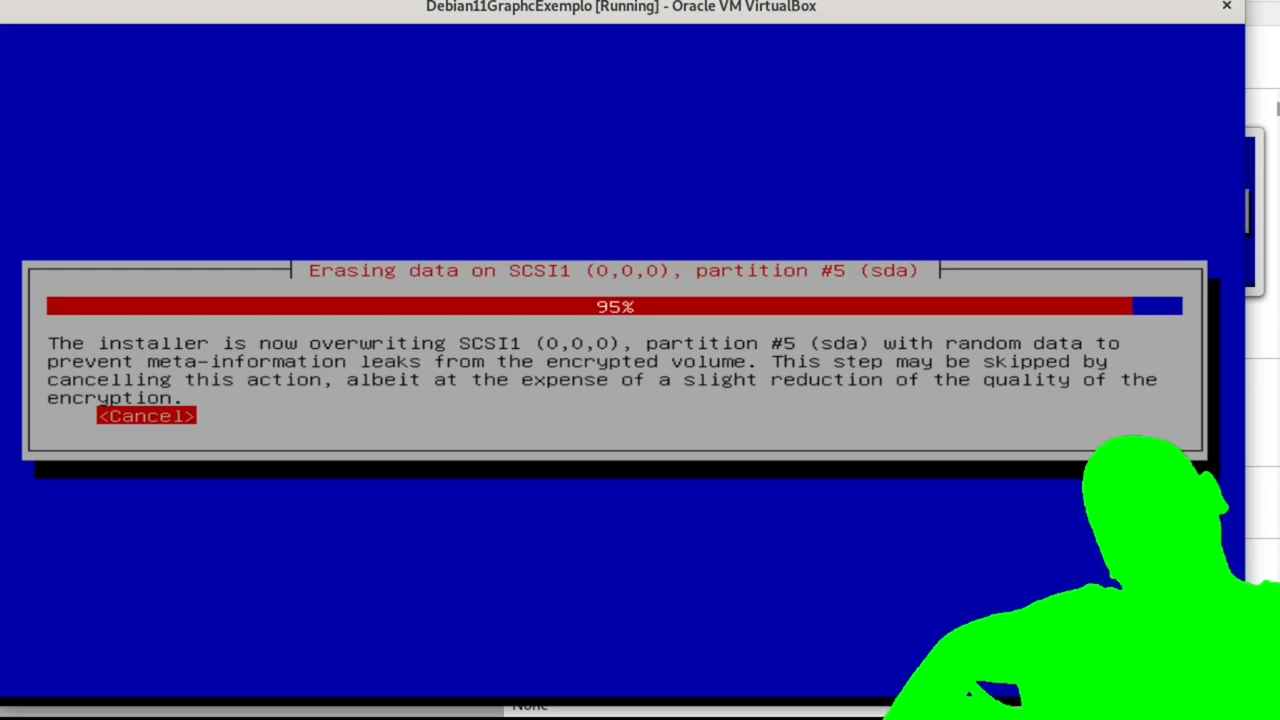 Debian11GraphcExemplo [Running] - Oracle VM VirtualBox
×
Erasing data on SCSI1 (0,0,0), partition #5 (sda)
95%
The installer is now overwriting SCSI1 (0,0,0), partition #5 (sda) with random data to
prevent meta-information leaks from the encrypted volume. This step may be skipped by
cancelling this action, albeit at the expense of a slight reduction of the quality of the
encryption.
<Cancel>
None